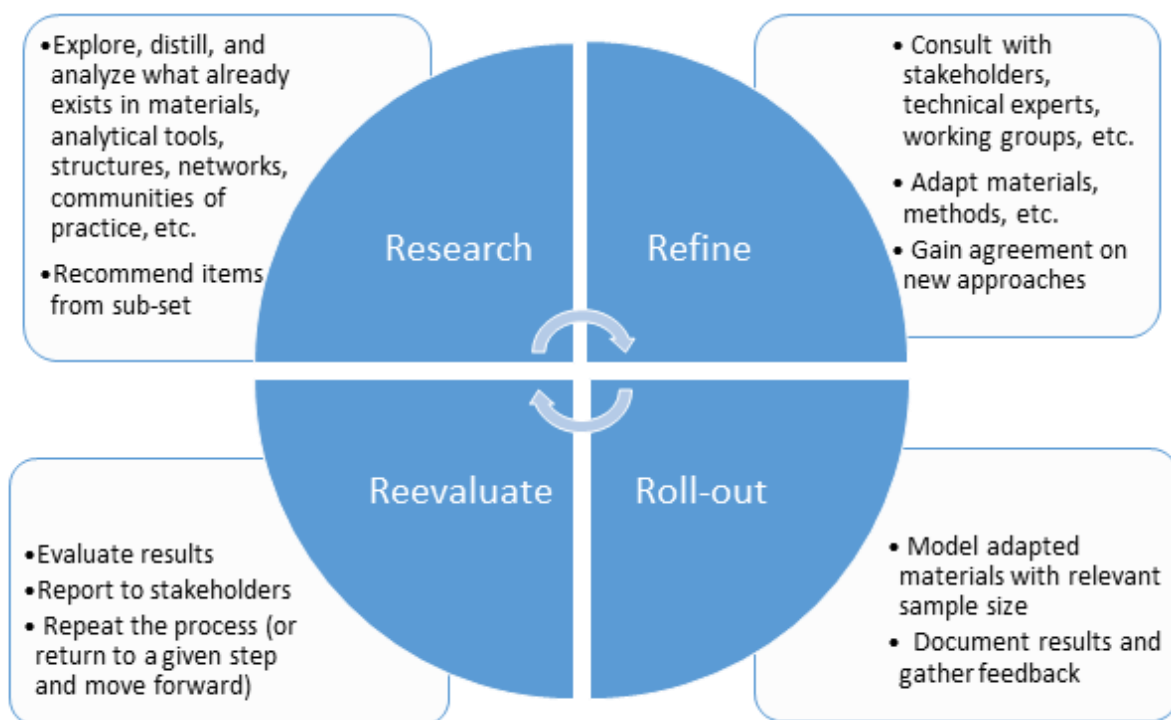 •Explore, distill, and
analyze what already
exists in materials,
analytical tools,
structures, networks,
communities of
practice, etc.
•Recommend items
from sub-set
Research
Refine
• Consult with
stakeholders,
technical experts,
working groups, etc.
• Adapt materials,
methods, etc.
• Gain agreement on
new approaches
Reevaluate
Roll-out
•Evaluate results
•Report to stakeholders
• Repeat the process (or
return to a given step
and move forward)
• Model adapted
materials with relevant
sample size
• Document results and
gather feedback